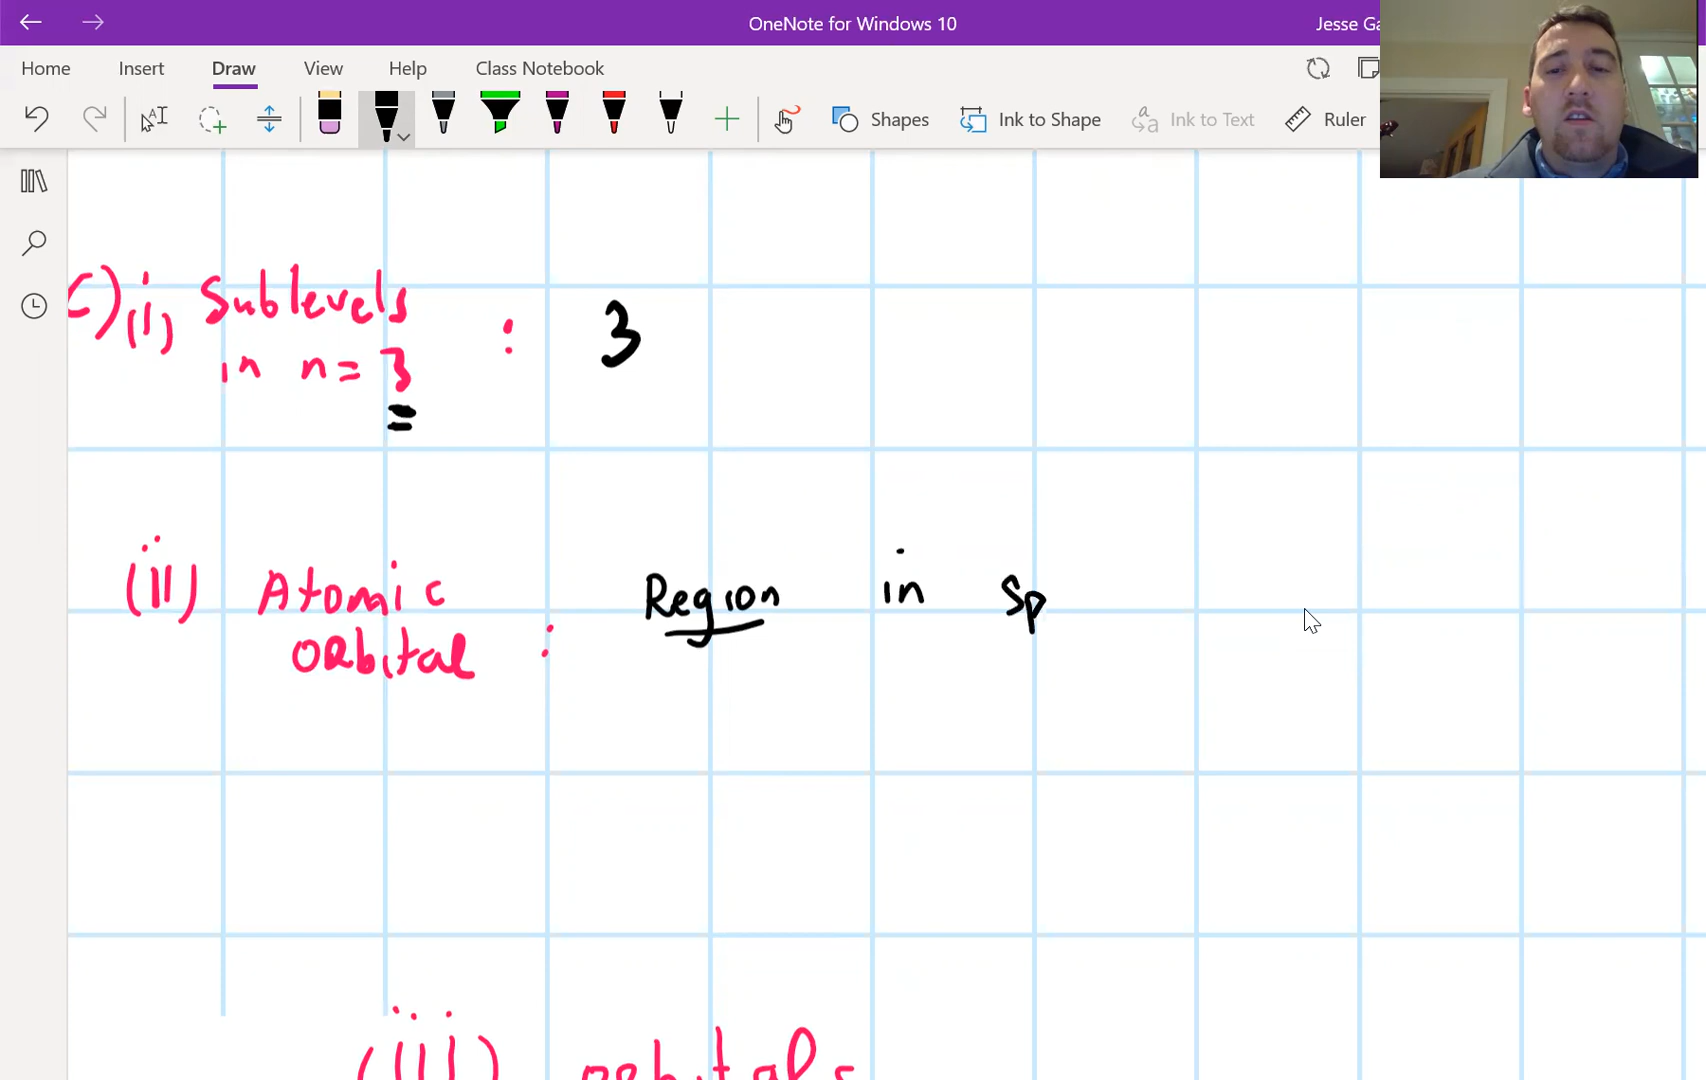 OneNote for Windows 10
Jesse Ga
Home Insert Draw View Help Class Notebook
Shapes Ink to Shape Ink to Text Ruler
C)(i) Sublevels : 3
in n = 3
(ii) Atomic Region in Sp
orbital :
(iii) orbitals